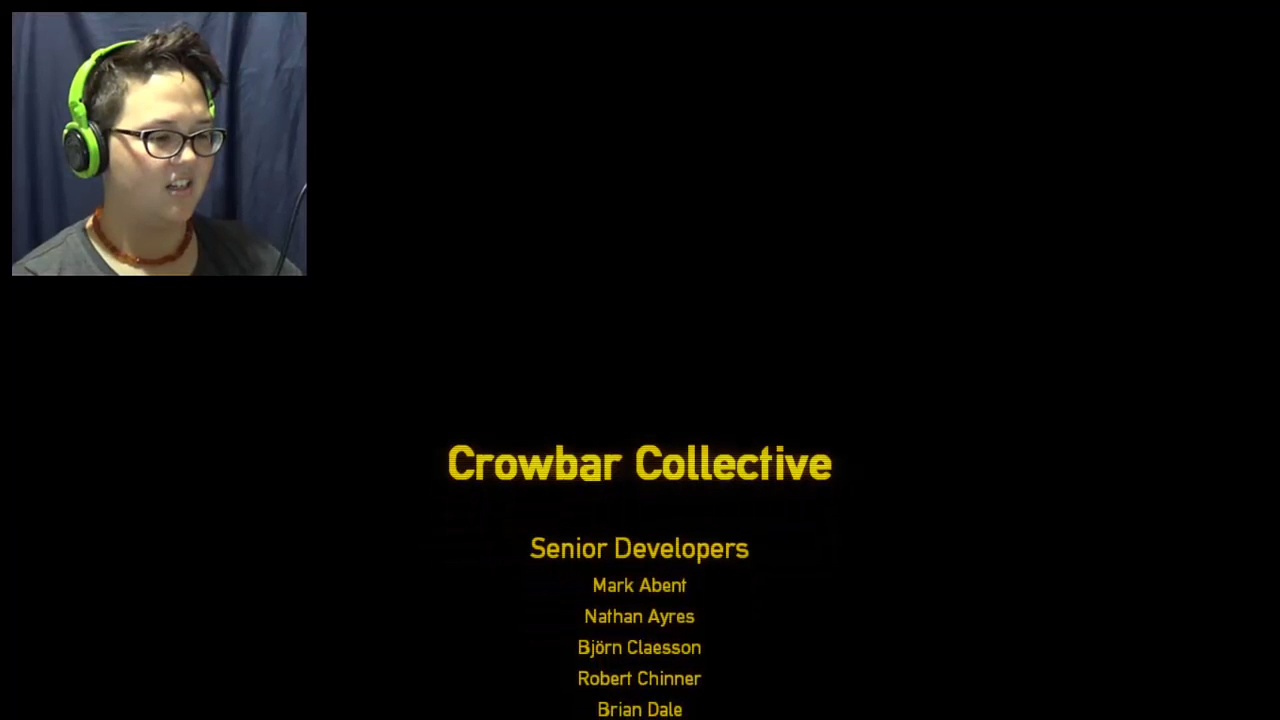 Crowbar Collective
Senior Developers
Mark Abent
Nathan Ayres
Björn Claesson
Robert Chinner
Brian Dale